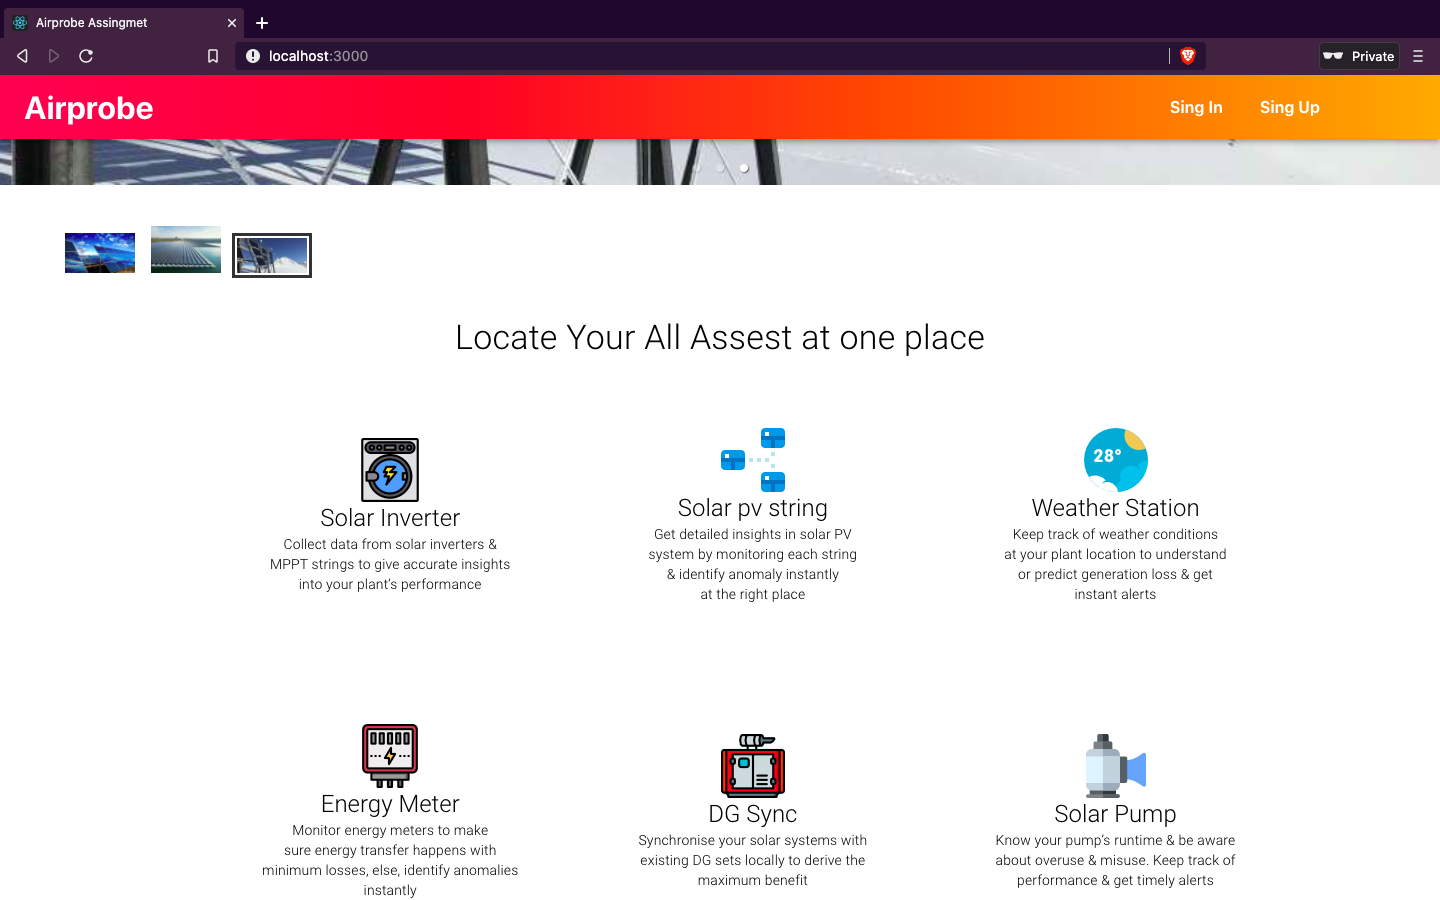 Airprobe Assingmet
localhost:3000
Private
Airprobe
Sing In
Sing Up
Locate Your All Assest at one place
28°
Solar Inverter
Collect data from solar inverters &
MPPT strings to give accurate insights
into your plant’s performance
Solar pv string
Get detailed insights in solar PV
system by monitoring each string
& identify anomaly instantly
at the right place
Weather Station
Keep track of weather conditions
at your plant location to understand
or predict generation loss & get
instant alerts
Energy Meter
Monitor energy meters to make
sure energy transfer happens with
minimum losses, else, identify anomalies
instantly
DG Sync
Synchronise your solar systems with
existing DG sets locally to derive the
maximum benefit
Solar Pump
Know your pump’s runtime & be aware
about overuse & misuse. Keep track of
performance & get timely alerts